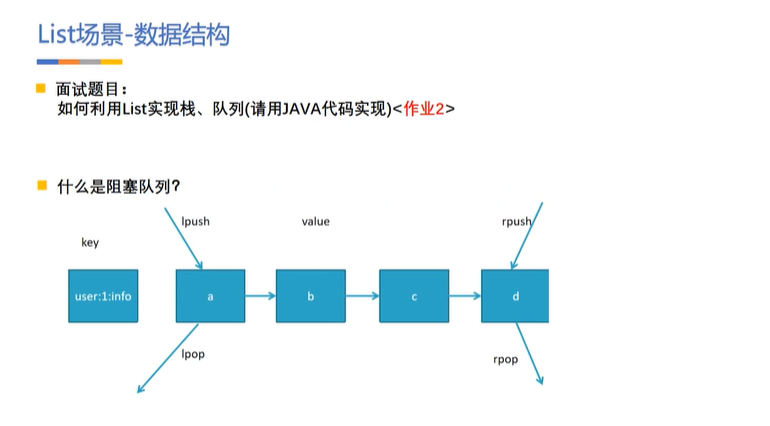 List场景-数据结构
面试题目：
如何利用List实现栈、队列(请用JAVA代码实现)<作业2>
什么是阻塞队列?
lpush
value
rpush
key
user:1:info
a
b
c
d
lpop
rpop